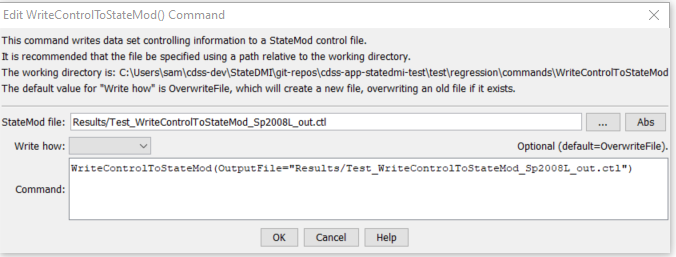 Edit WriteControlToStateMod() Command
This command writes data set controlling information to a StateMod control file.
It is recommended that the file be specified using a path relative to the working directory.
The working directory is: C:\Users\sam\cdss-dev\StateDMI\git-repos\cdss-app-statedmi-test\test\regression\commands\WriteControlToStateMod
The default value for "Write how" is OverwriteFile, which will create a new file, overwriting an old file if it exists.
StateMod file: Results/Test_WriteControlToStateMod_Sp2008L_out.ctl ... Abs
Write how: Optional (default=OverwriteFile).
Command: WriteControlToStateMod(OutputFile="Results/Test_WriteControlToStateMod_Sp2008L_out.ctl")
OK Cancel Help